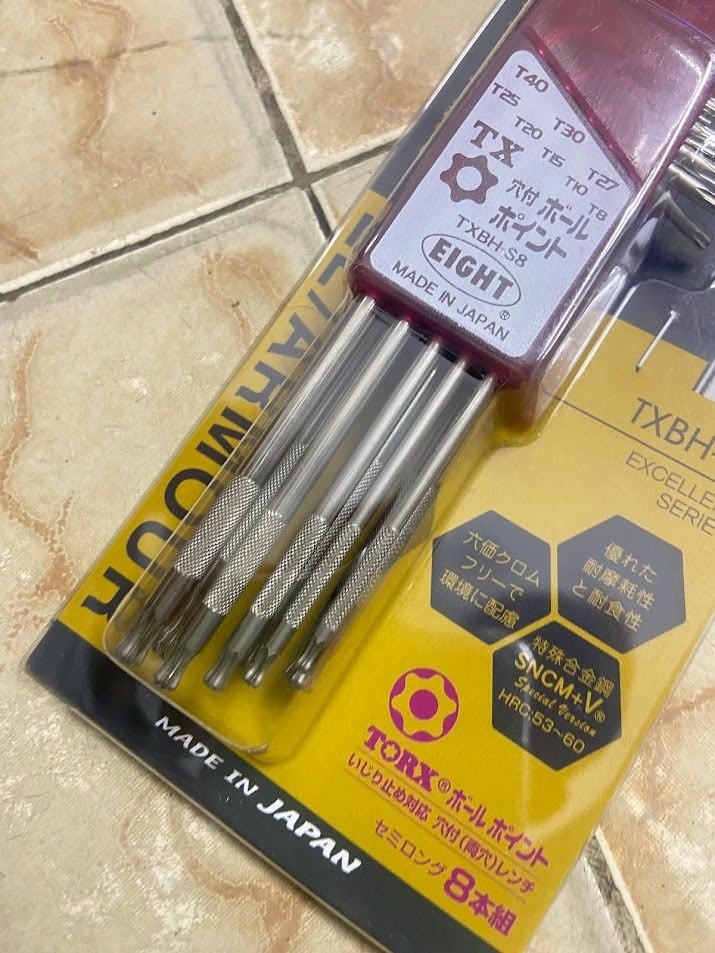 T40
T25
T30
T20
T27
T15
T10
T8
TX
穴付 ボール
ポイント
TXBH-S8
EIGHT®
MADE IN JAPAN
ARMOUR
TXBH-
EXCELLE
SERIE
六価クロム
フリーで
環境に配慮
優れた
耐摩耗性
と耐食性
特殊合金鋼
SNCM+V®
Special Version
HRC:53~60
TORX®ボールポイント
いじり止め対応 穴付(両穴)レンチ
セミロング8本組
MADE IN JAPAN